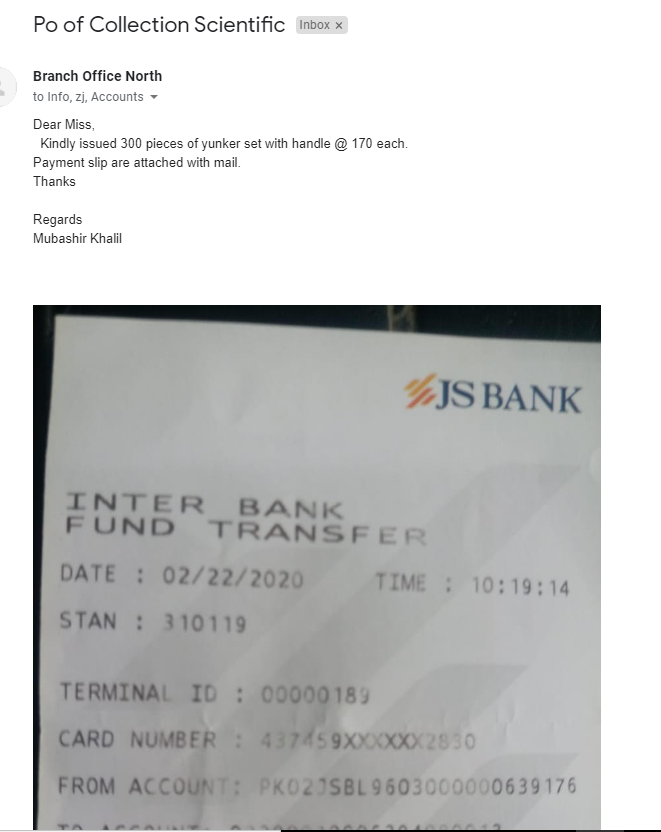 Po of Collection Scientific Inbox x
Branch Office North
to Info, zj, Accounts
Dear Miss,
Kindly issued 300 pieces of yunker set with handle @ 170 each.
Payment slip are attached with mail.
Thanks
Regards
Mubashir Khalil
JS BANK
INTER BANK
FUND TRANSFER
DATE : 02/22/2020 TIME : 10:19:14
STAN : 310119
TERMINAL ID : 00000189
CARD NUMBER : 437459XXXXXX2830
FROM ACCOUNT: PK02JSBL9603000000639176
TO ACCOUNT: